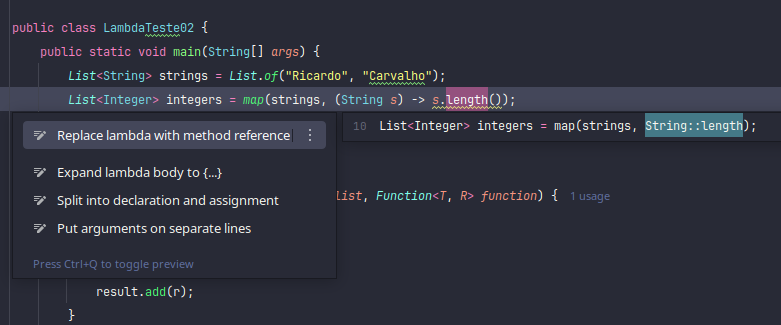 public class LambdaTeste02 {
public static void main(String[] args) {
List<String> strings = List.of("Ricardo", "Carvalho");
List<Integer> integers = map(strings, (String s) -> s.length());
Replace lambda with method reference
10 List<Integer> integers = map(strings, String::length);
Expand lambda body to {...}
list, Function<T, R> function) { 1 usage
Split into declaration and assignment
Put arguments on separate lines
Press Ctrl+Q to toggle preview
result.add(r);
}